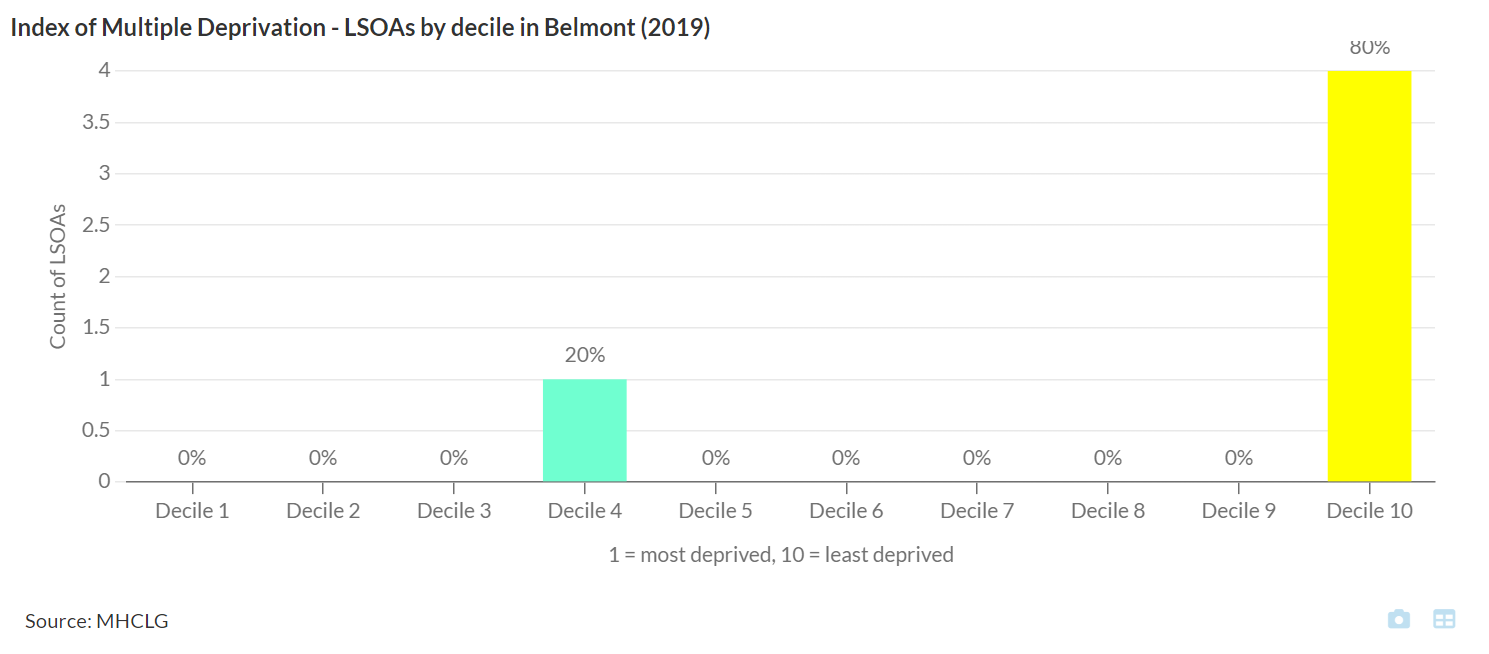 Index of Multiple Deprivation - LSOAs by decile in Belmont (2019)
80%
4
3.5
3
2.5
2
1.5
1
0.5
0
Count of LSOAs
20%
0% 0% 0% 0% 0% 0% 0% 0%
Decile 1 Decile 2 Decile 3 Decile 4 Decile 5 Decile 6 Decile 7 Decile 8 Decile 9 Decile 10
1 = most deprived, 10 = least deprived
Source: MHCLG